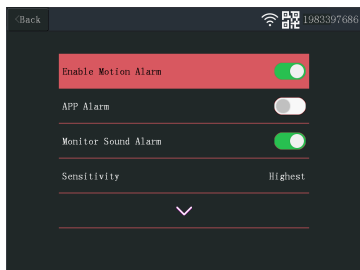 <Back
1983397686
Enable Motion Alarm
APP Alarm
Monitor Sound Alarm
Sensitivity Highest